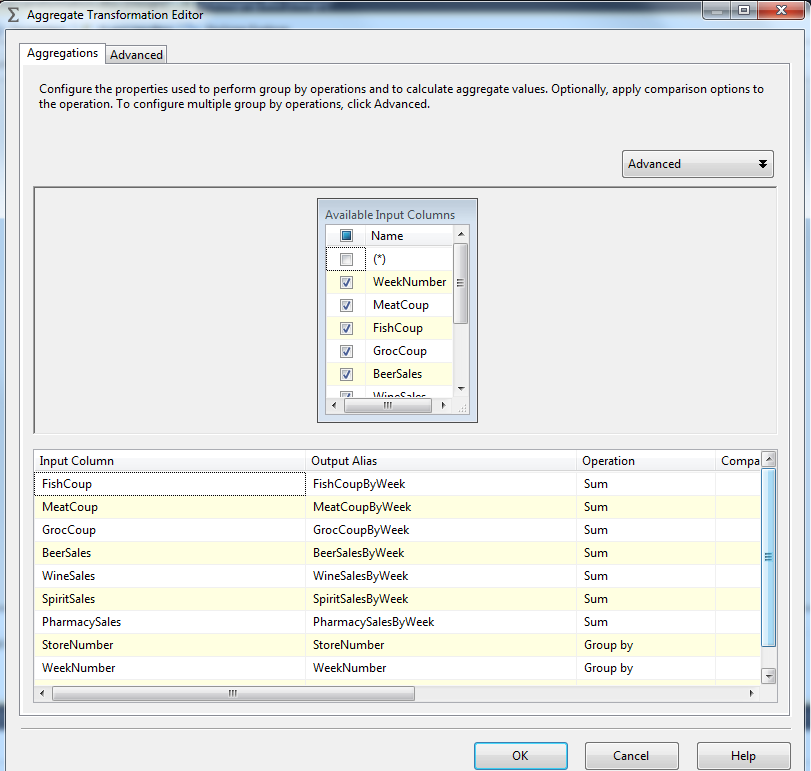 Aggregate Transformation Editor
Aggregations Advanced
Configure the properties used to perform group by operations and to calculate aggregate values. Optionally, apply comparison options to
the operation. To configure multiple group by operations, click Advanced.
Advanced
Available Input Columns
Name
(*)
WeekNumber
MeatCoup
FishCoup
GrocCoup
BeerSales
WineSales
Input Column Output Alias Operation Compa
FishCoup FishCoupByWeek Sum
MeatCoup MeatCoupByWeek Sum
GrocCoup GrocCoupByWeek Sum
BeerSales BeerSalesByWeek Sum
WineSales WineSalesByWeek Sum
SpiritSales SpiritSalesByWeek Sum
PharmacySales PharmacySalesByWeek Sum
StoreNumber StoreNumber Group by
WeekNumber WeekNumber Group by
OK Cancel Help